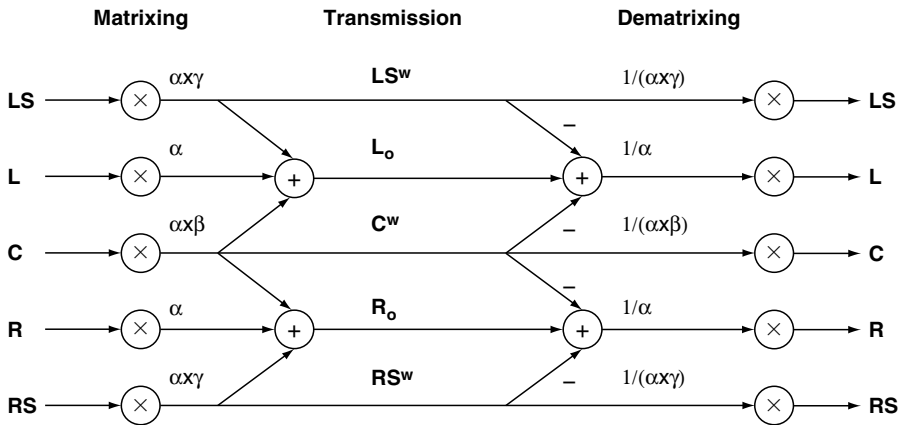 Matrixing Transmission Dematrixing
αxγ LSʷ 1/(αxγ)
LS × × LS
−
α Lₒ 1/α
L × + + × L
αxβ Cʷ − 1/(αxβ)
C × × C
−
α Rₒ 1/α
R × + + × R
αxγ RSʷ − 1/(αxγ)
RS × × RS